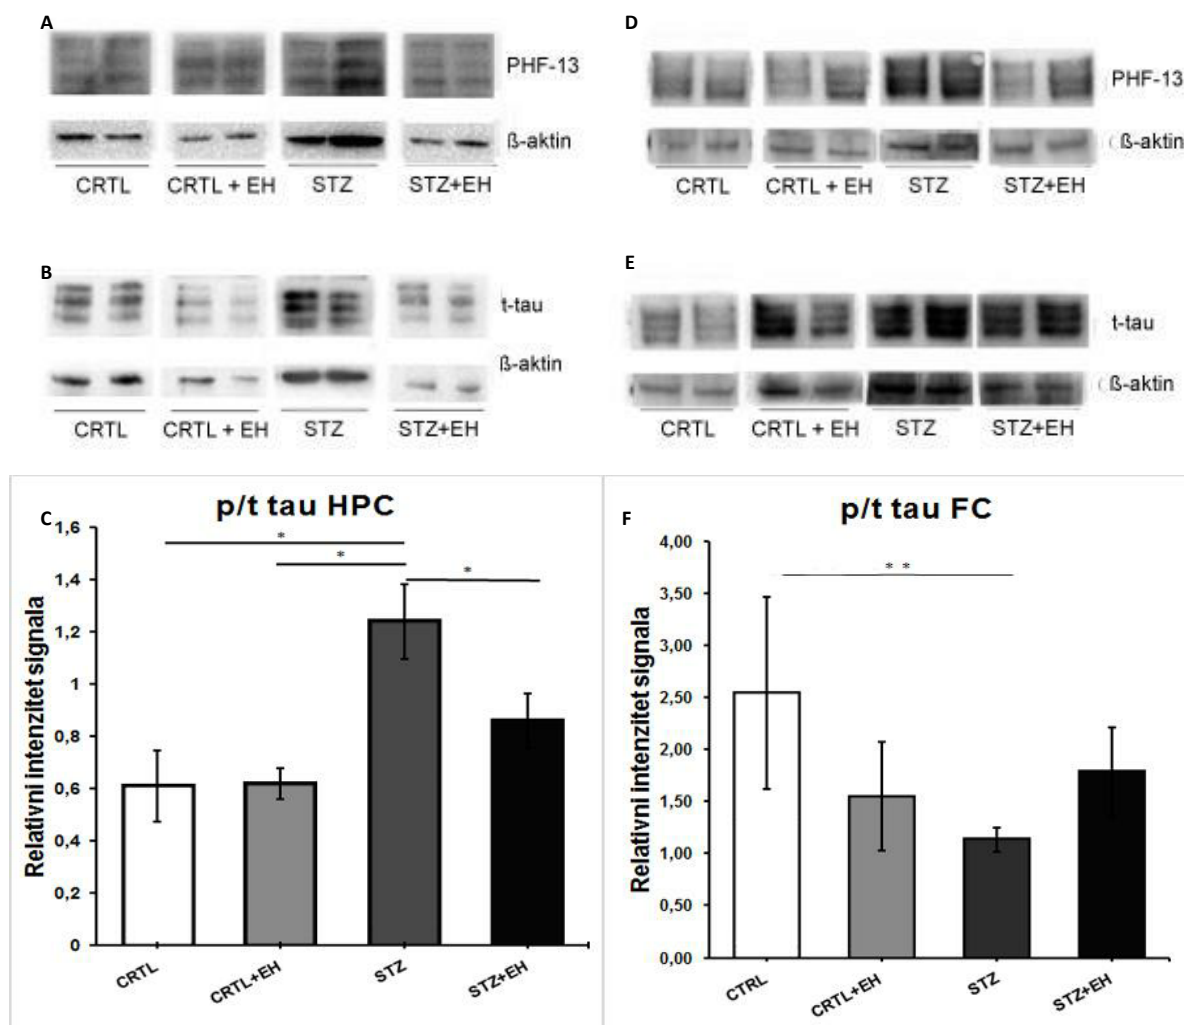 A
PHF-13
ß-aktin
CRTL
CRTL + EH
STZ
STZ+EH
D
PHF-13
( ß-aktin
CRTL
CRTL + EH
STZ
STZ+EH
B
t-tau
ß-aktin
CRTL
CRTL + EH
STZ
STZ+EH
E
t-tau
( ß-aktin
CRTL
CRTL + EH
STZ
STZ+EH
C
p/t tau HPC
Relativni intenzitet signala
1,6
1,4
1,2
1
0,8
0,6
0,4
0,2
0
*
*
*
CRTL
CRTL+EH
STZ
STZ+EH
F
p/t tau FC
Relativni intenzitet signala
4,00
3,50
3,00
2,50
2,00
1,50
1,00
0,50
0,00
* *
CTRL
CRTL+EH
STZ
STZ+EH